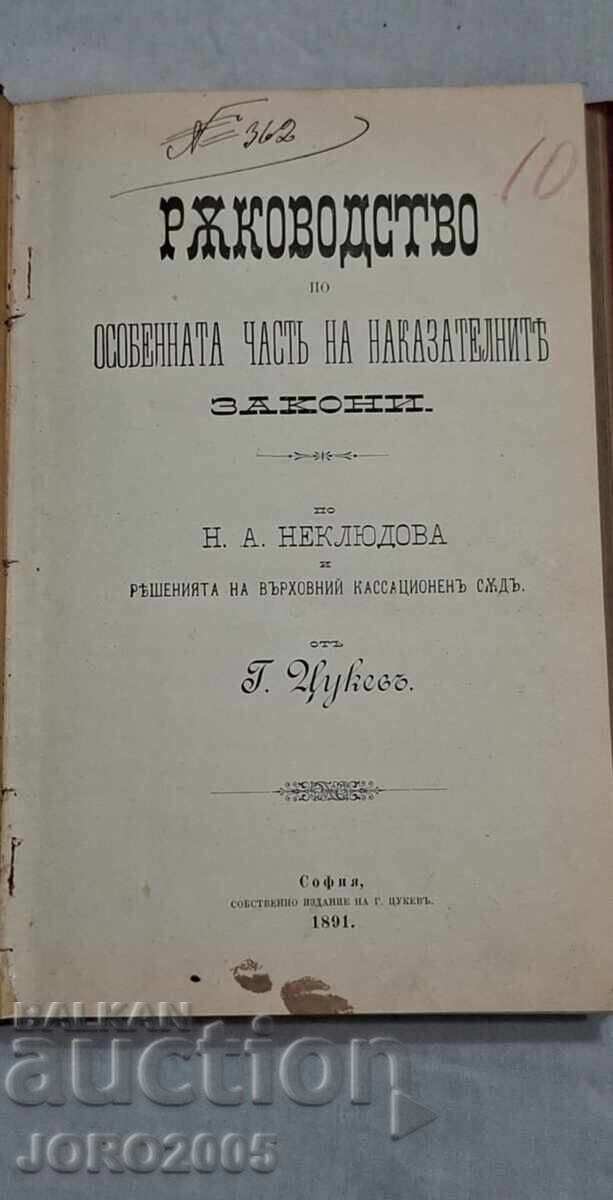 № 362
10
РѪКОВОДСТВО
ПО
ОСОБЕННАТА ЧАСТЬ НА НАКАЗАТЕЛНИТѢ
ЗАКОНИ.
ПО
Н. А. НЕКЛЮДОВА
И
РѢШЕНИЯТА НА ВЪРХОВНИЙ КАССАЦИОНЕНЪ СѪДЪ.
ОТЪ
Г. Цукевъ.
София,
СОБСТВЕННО ИЗДАНИЕ НА Г. ЦУКЕВЪ.
1891.
BALKAN
auction
JORO2005